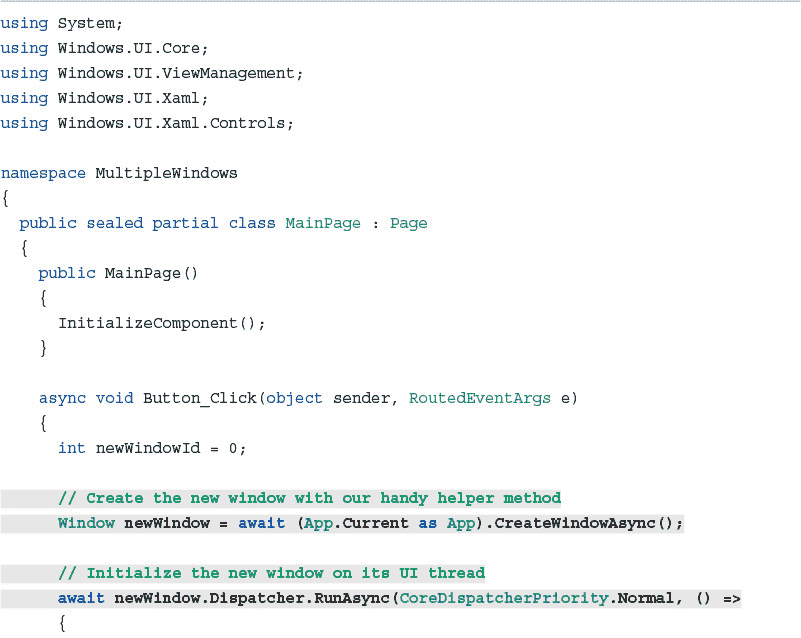 using System;
using Windows.UI.Core;
using Windows.UI.ViewManagement;
using Windows.UI.Xaml;
using Windows.UI.Xaml.Controls;

namespace MultipleWindows
{
  public sealed partial class MainPage : Page
  {
    public MainPage()
    {
      InitializeComponent();
    }

    async void Button_Click(object sender, RoutedEventArgs e)
    {
      int newWindowId = 0;

      // Create the new window with our handy helper method
      Window newWindow = await (App.Current as App).CreateWindowAsync();

      // Initialize the new window on its UI thread
      await newWindow.Dispatcher.RunAsync(CoreDispatcherPriority.Normal, () =>
      {